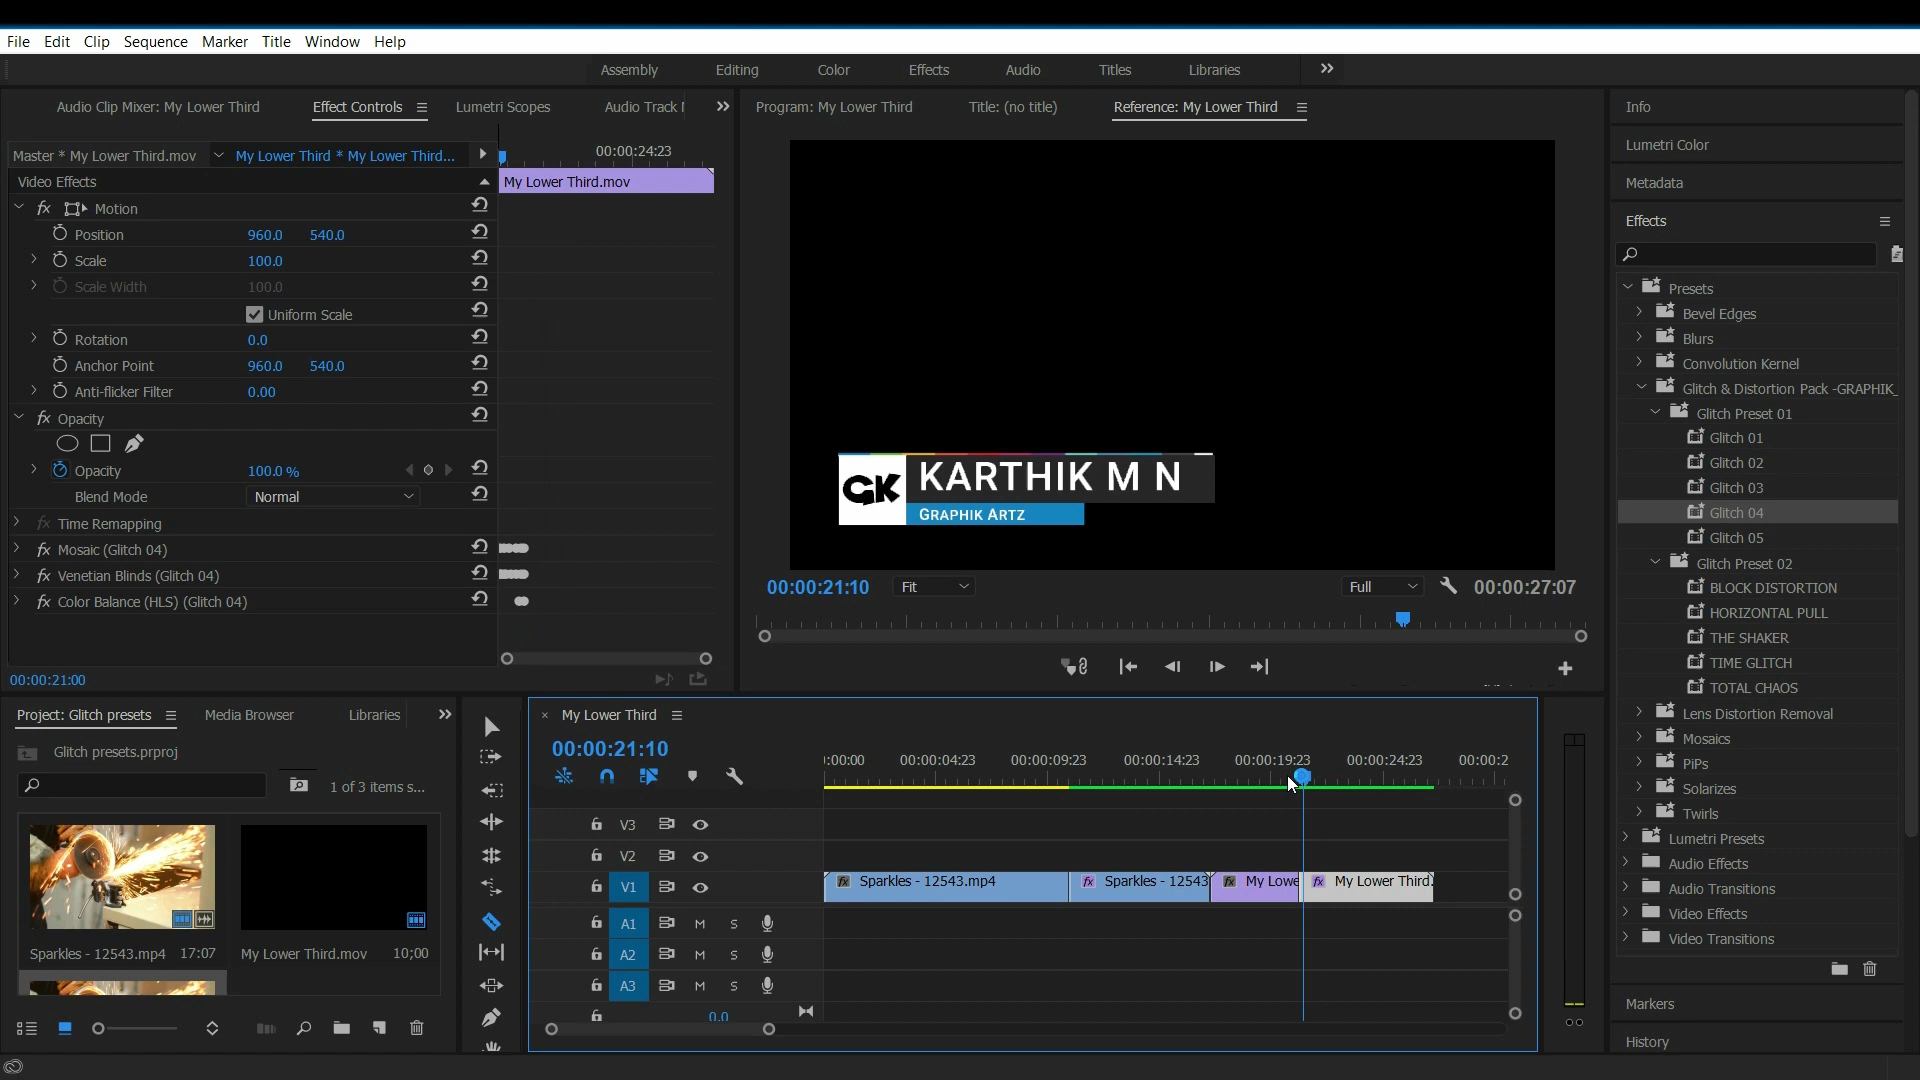 File Edit Clip Sequence Marker Title Window Help
Assembly Editing Color Effects Audio Titles Libraries
Audio Clip Mixer: My Lower Third Effect Controls Lumetri Scopes Audio Track
Master * My Lower Third.mov My Lower Third * My Lower Third...
00:00:24:23
Video Effects
My Lower Third.mov
fx Motion
Position 960.0 540.0
Scale 100.0
Scale Width 100.0
Uniform Scale
Rotation 0.0
Anchor Point 960.0 540.0
Anti-flicker Filter 0.00
fx Opacity
Opacity 100.0 %
Blend Mode Normal
fx Time Remapping
fx Mosaic (Glitch 04)
fx Venetian Blinds (Glitch 04)
fx Color Balance (HLS) (Glitch 04)
00:00:21:00
Program: My Lower Third Title: (no title) Reference: My Lower Third
GK
KARTHIK M N
GRAPHIK ARTZ
00:00:21:10 Fit Full 00:00:27:07
Info
Lumetri Color
Metadata
Effects
Presets
Bevel Edges
Blurs
Convolution Kernel
Glitch & Distortion Pack -GRAPHIK_
Glitch Preset 01
Glitch 01
Glitch 02
Glitch 03
Glitch 04
Glitch 05
Glitch Preset 02
BLOCK DISTORTION
HORIZONTAL PULL
THE SHAKER
TIME GLITCH
TOTAL CHAOS
Lens Distortion Removal
Mosaics
PiPs
Solarizes
Twirls
Lumetri Presets
Audio Effects
Audio Transitions
Video Effects
Video Transitions
Markers
History
Project: Glitch presets Media Browser Libraries
Glitch presets.prproj
1 of 3 items s...
Sparkles - 12543.mp4 17:07
My Lower Third.mov 10;00
× My Lower Third
00:00:21:10
:00:00 00:00:04:23 00:00:09:23 00:00:14:23 00:00:19:23 00:00:24:23 00:00:2
V3
V2
V1
fx Sparkles - 12543.mp4 fx Sparkles - 12543 fx My Lowe fx My Lower Third.
A1 M S
A2 M S
A3 M S
0.0